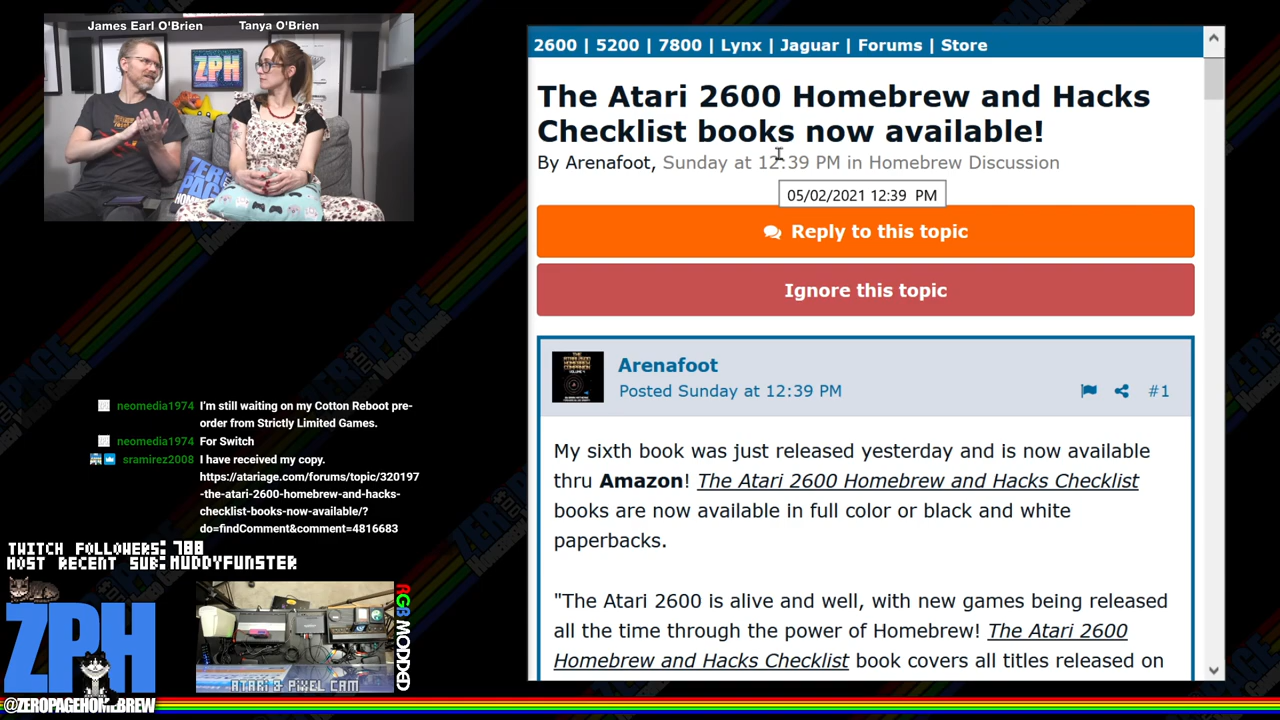 James Earl O'Brien
Tanya O'Brien
ZPH
2600 | 5200 | 7800 | Lynx | Jaguar | Forums | Store
The Atari 2600 Homebrew and Hacks
Checklist books now available!
By Arenafoot, Sunday at 12:39 PM in Homebrew Discussion
05/02/2021 12:39 PM
Reply to this topic
Ignore this topic
Arenafoot
Posted Sunday at 12:39 PM
#1
My sixth book was just released yesterday and is now available
thru Amazon! The Atari 2600 Homebrew and Hacks Checklist
books are now available in full color or black and white
paperbacks.
"The Atari 2600 is alive and well, with new games being released
all the time through the power of Homebrew! The Atari 2600
Homebrew and Hacks Checklist book covers all titles released on
neomedia1974 I'm still waiting on my Cotton Reboot pre-
order from Strictly Limited Games.
neomedia1974 For Switch
sramirez2008 I have received my copy.
https://atariage.com/forums/topic/320197
-the-atari-2600-homebrew-and-hacks-
checklist-books-now-available/?
do=findComment&comment=4816683
TWITCH FOLLOWERS: 788
MOST RECENT SUB: MUDDYFUNSTER
ZPH
@ZEROPAGEHOMEBREW
RGB MODDED
ATARI & PIXEL CAM